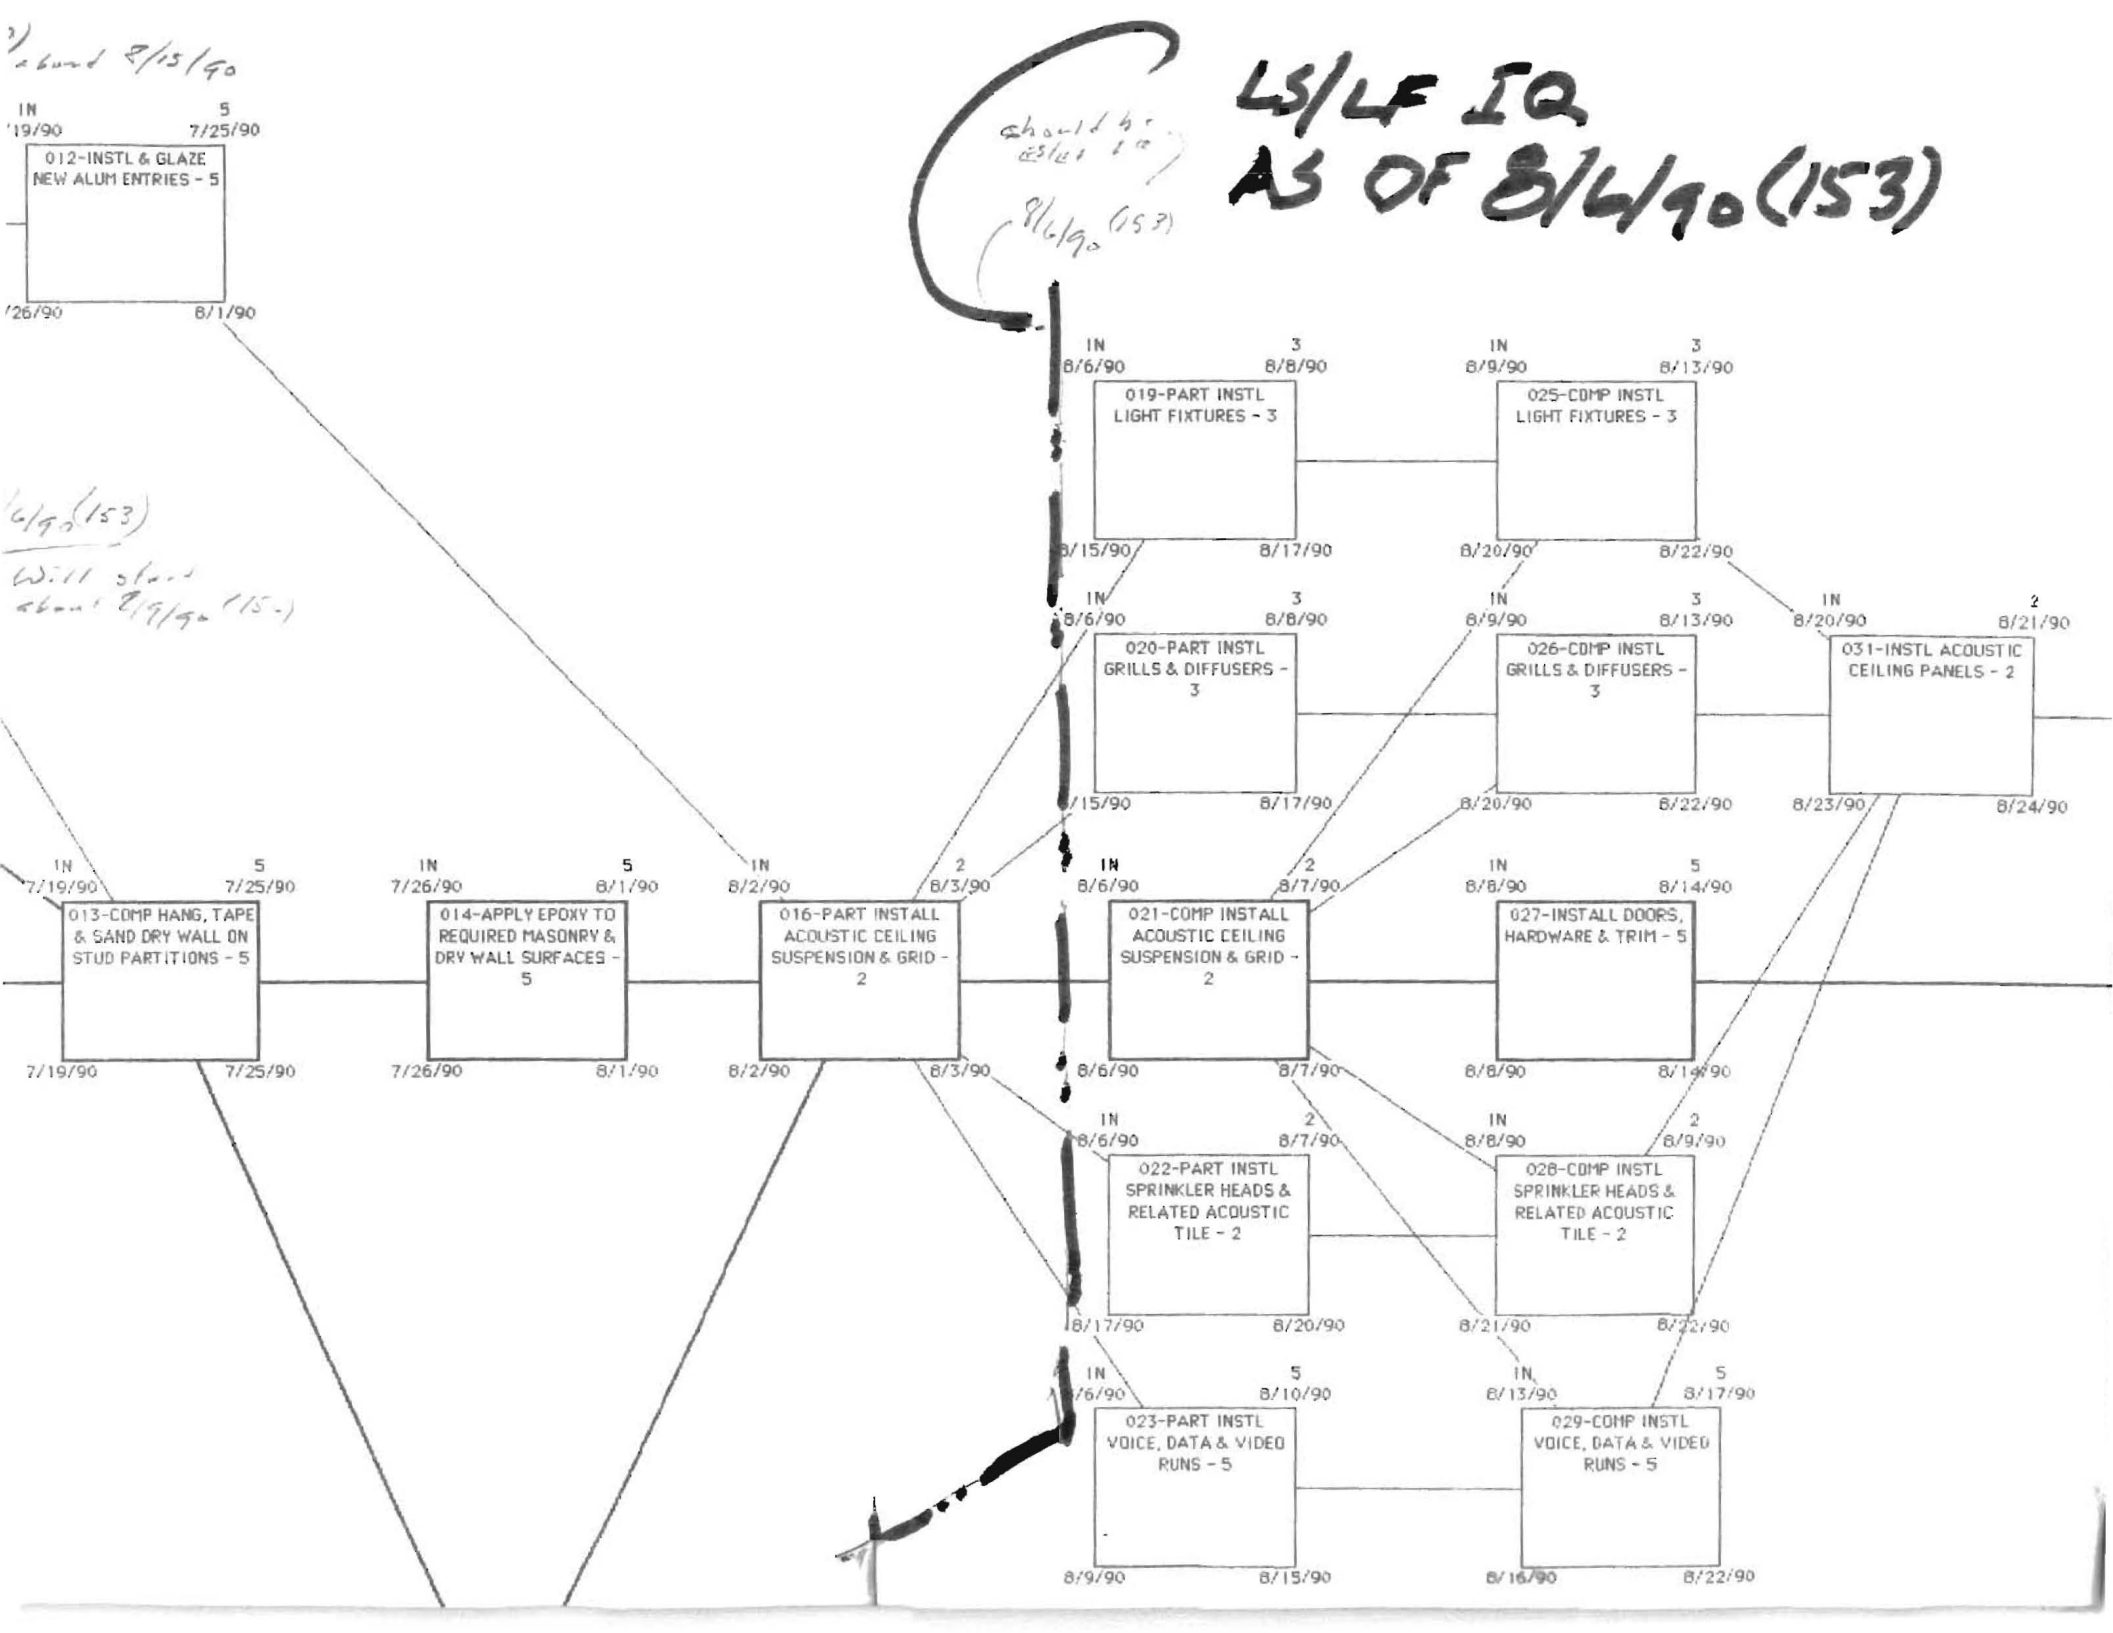 about 8/15/90
LS/LF IQ
AS OF 8/6/90 (153)
should be
8/6/90 (153)
IN 5
7/25/90
012-INSTL & GLAZE
NEW ALUM ENTRIES - 5
8/1/90
IN 3
8/6/90 8/8/90
019-PART INSTL
LIGHT FIXTURES - 3
8/15/90 8/17/90
IN 3
8/9/90 8/13/90
025-COMP INSTL
LIGHT FIXTURES - 3
8/20/90 8/22/90
(153)
Will start
about
IN 3
8/6/90 8/8/90
020-PART INSTL
GRILLS & DIFFUSERS -
3
/15/90 8/17/90
IN 3
8/9/90 8/13/90
026-COMP INSTL
GRILLS & DIFFUSERS -
3
8/20/90 8/22/90
IN 2
8/20/90 8/21/90
031-INSTL ACOUSTIC
CEILING PANELS - 2
8/23/90 8/24/90
IN 5
7/19/90 7/25/90
013-COMP HANG, TAPE
& SAND DRY WALL ON
STUD PARTITIONS - 5
7/19/90 7/25/90
IN 5
7/26/90 8/1/90
014-APPLY EPOXY TO
REQUIRED MASONRY &
DRY WALL SURFACES -
5
7/26/90 8/1/90
IN 2
8/2/90 8/3/90
016-PART INSTALL
ACOUSTIC CEILING
SUSPENSION & GRID -
2
8/2/90 8/3/90
IN 2
8/6/90 8/7/90
021-COMP INSTALL
ACOUSTIC CEILING
SUSPENSION & GRID -
2
8/6/90 8/7/90
IN 5
8/8/90 8/14/90
027-INSTALL DOORS,
HARDWARE & TRIM - 5
8/8/90 8/14/90
IN 2
8/6/90 8/7/90
022-PART INSTL
SPRINKLER HEADS &
RELATED ACOUSTIC
TILE - 2
8/17/90 8/20/90
IN 2
8/8/90 8/9/90
028-COMP INSTL
SPRINKLER HEADS &
RELATED ACOUSTIC
TILE - 2
8/21/90 8/22/90
IN 5
/6/90 8/10/90
023-PART INSTL
VOICE, DATA & VIDEO
RUNS - 5
8/9/90 8/15/90
IN 5
8/13/90 8/17/90
029-COMP INSTL
VOICE, DATA & VIDEO
RUNS - 5
8/16/90 8/22/90